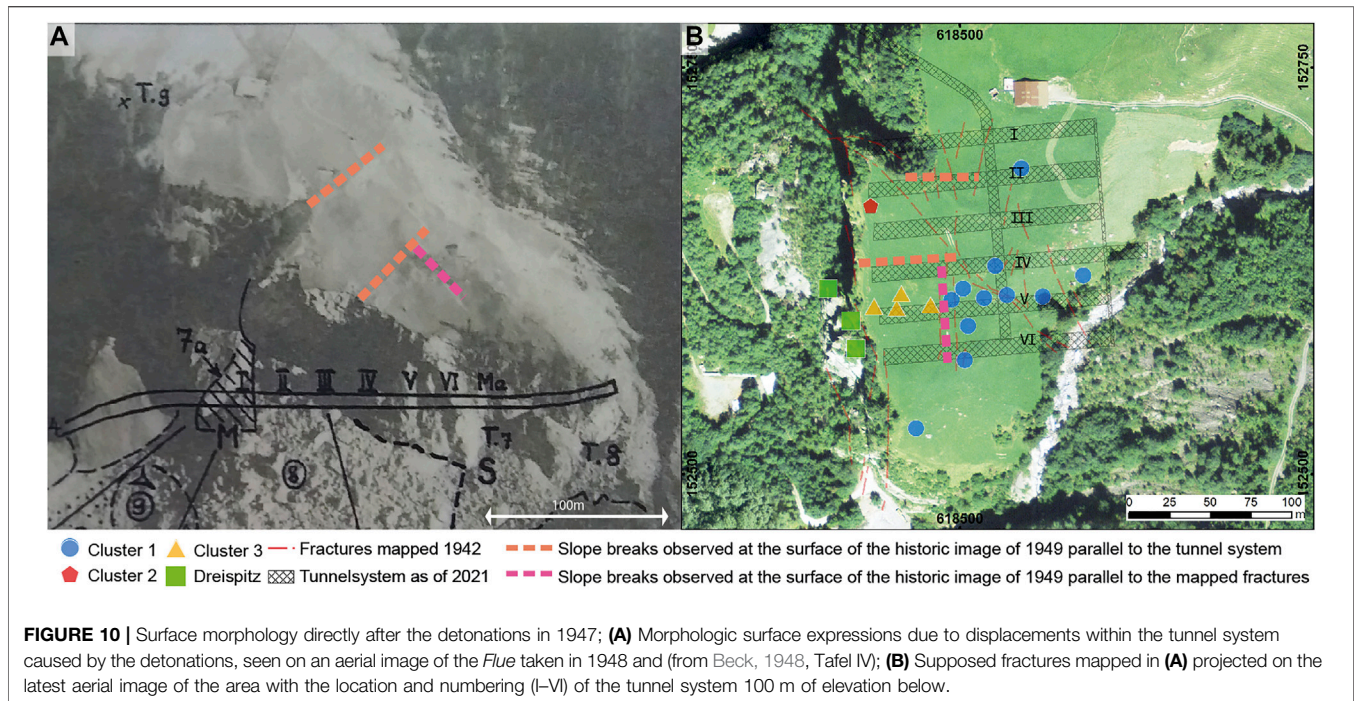 A
x T.9
7a
I II III IV V VI Ma
M
T.7
T.8
S
8
9
100m
B
618500
152750
152750
I
II
III
IV
V
VI
152500
152500
618500
0 25 50 75 100
m
Cluster 1 Cluster 3 Fractures mapped 1942 Slope breaks observed at the surface of the historic image of 1949 parallel to the tunnel system
Cluster 2 Dreispitz Tunnelsystem as of 2021 Slope breaks observed at the surface of the historic image of 1949 parallel to the mapped fractures
FIGURE 10 | Surface morphology directly after the detonations in 1947; (A) Morphologic surface expressions due to displacements within the tunnel system
caused by the detonations, seen on an aerial image of the Flue taken in 1948 and (from Beck, 1948, Tafel IV); (B) Supposed fractures mapped in (A) projected on the
latest aerial image of the area with the location and numbering (I–VI) of the tunnel system 100 m of elevation below.